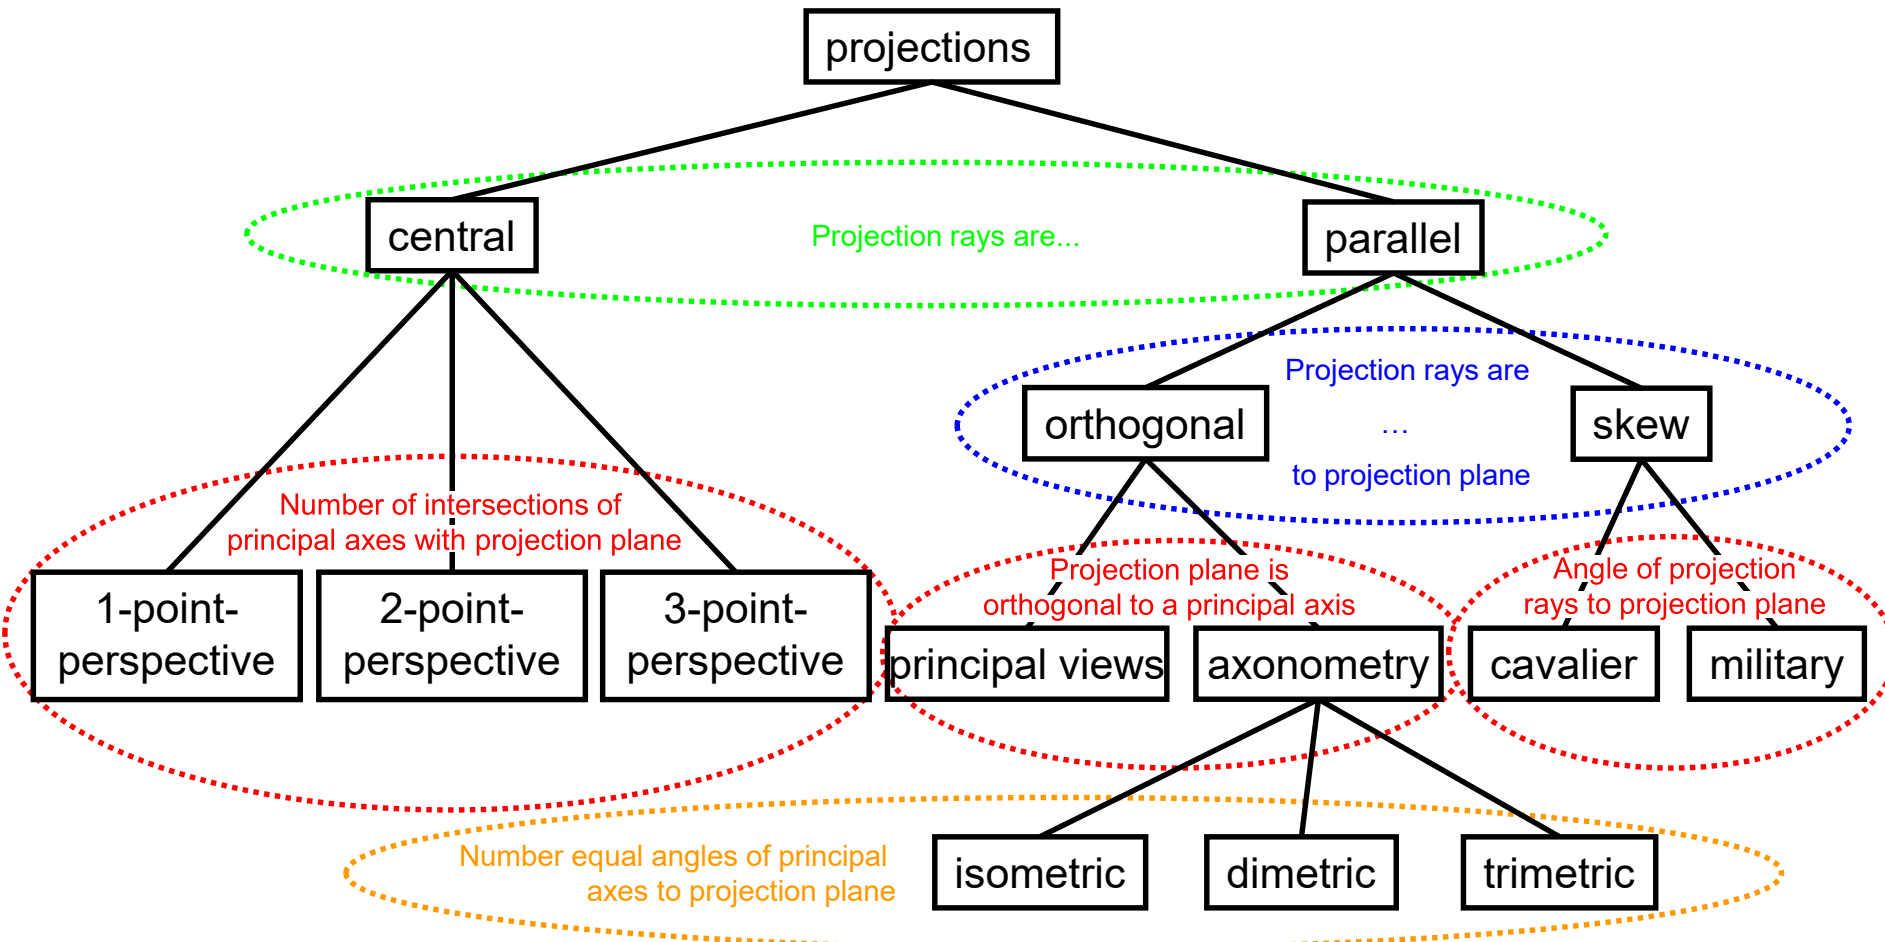 projections
central
Projection rays are...
parallel
Projection rays are
orthogonal
...
skew
to projection plane
Number of intersections of
principal axes with projection plane
Projection plane is
orthogonal to a principal axis
Angle of projection
rays to projection plane
1-point-
perspective
2-point-
perspective
3-point-
perspective
principal views
axonometry
cavalier
military
Number equal angles of principal
axes to projection plane
isometric
dimetric
trimetric